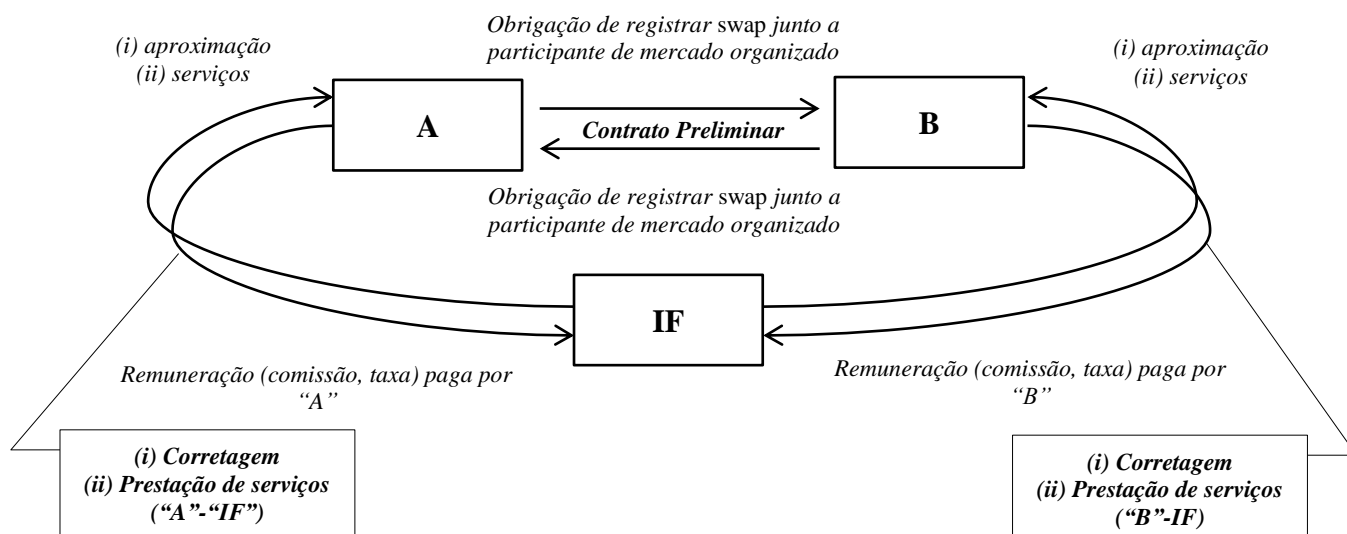 Obrigação de registrar swap junto a
participante de mercado organizado
(i) aproximação
(ii) serviços
(i) aproximação
(ii) serviços
A
Contrato Preliminar
B
Obrigação de registrar swap junto a
participante de mercado organizado
IF
Remuneração (comissão, taxa) paga por
“A”
Remuneração (comissão, taxa) paga por
“B”
(i) Corretagem
(ii) Prestação de serviços
(“A”-“IF”)
(i) Corretagem
(ii) Prestação de serviços
(“B”-IF)